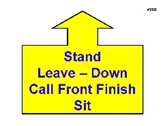 Stand
Leave – Down
Call Front Finish
Sit